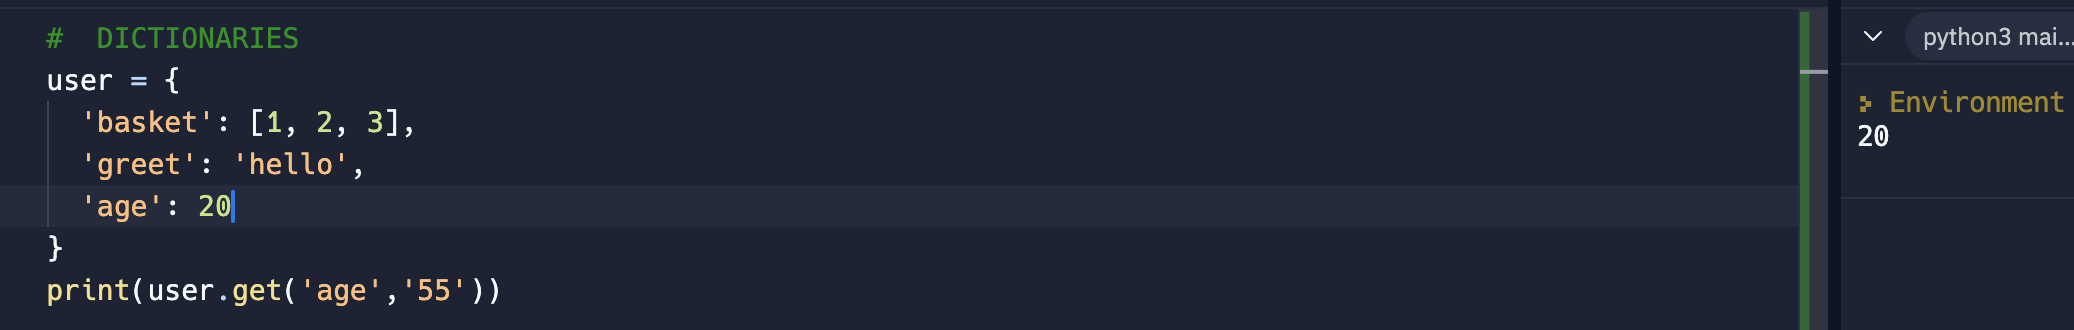 #  DICTIONARIES
user = {
  'basket': [1, 2, 3],
  'greet': 'hello',
  'age': 20
}
print(user.get('age','55'))
python3 mai...
Environment
20